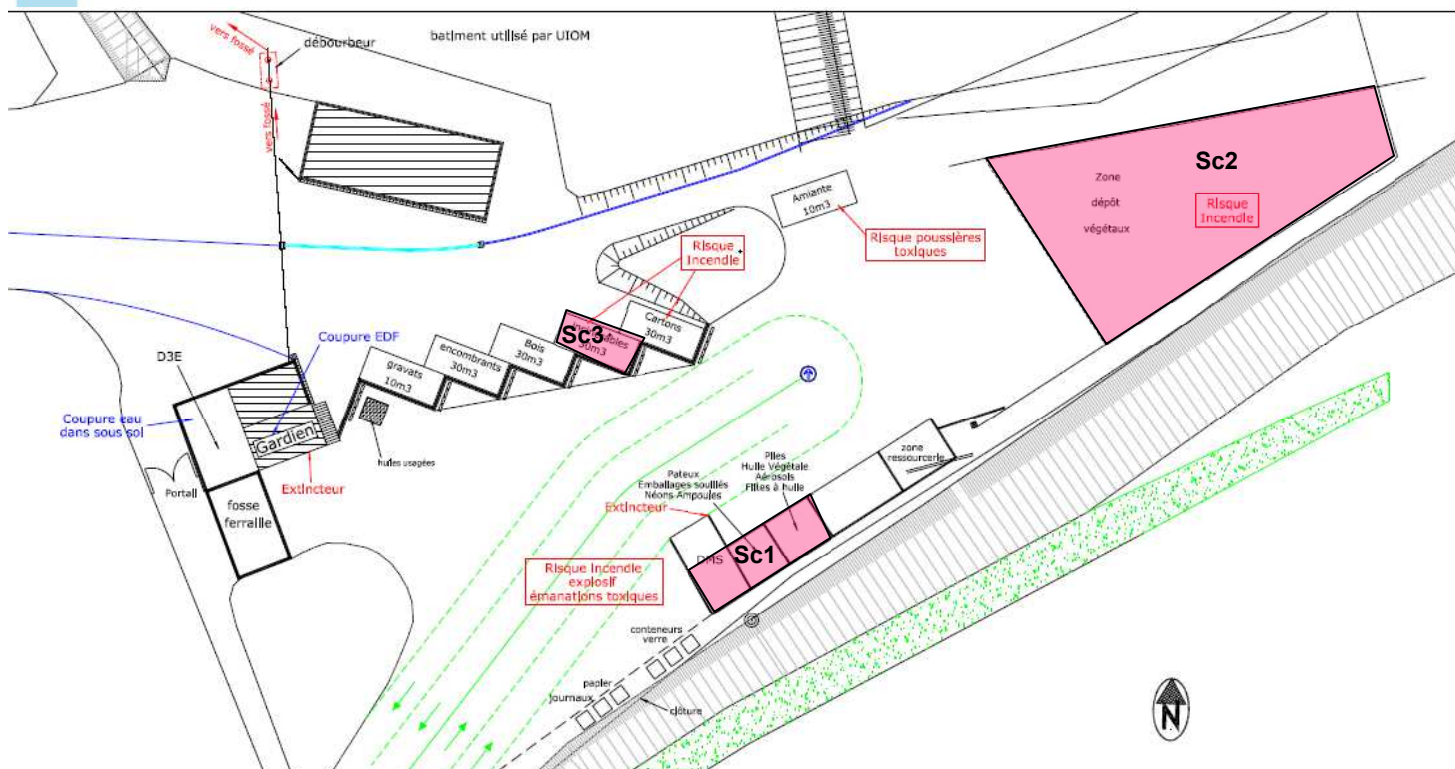 vers fossé
débourbeur
batiment utilisé par UIOM
vers fossé
Sc2
Zone
dépôt
végétaux
Risque
Incendie
Amiante
10m3
Risque poussières
toxiques
Risque
Incendie
Cartons
30m3
Sc3
30m3
Bois
30m3
encombrants
30m3
gravats
10m3
Coupure EDF
D3E
Coupure eau
dans sous sol
Gardien
huiles usagées
Portail
Extincteur
fosse
ferraille
zone
ressourcerie
Piles
Huile Végétale
Aérosols
Filtes à huile
Pateux
Emballages souillés
Néons-Ampoules
Extincteur
DMS
Sc1
Risque Incendie
explosif
émanations toxiques
conteneurs
verre
papier
journaux
clôture
N